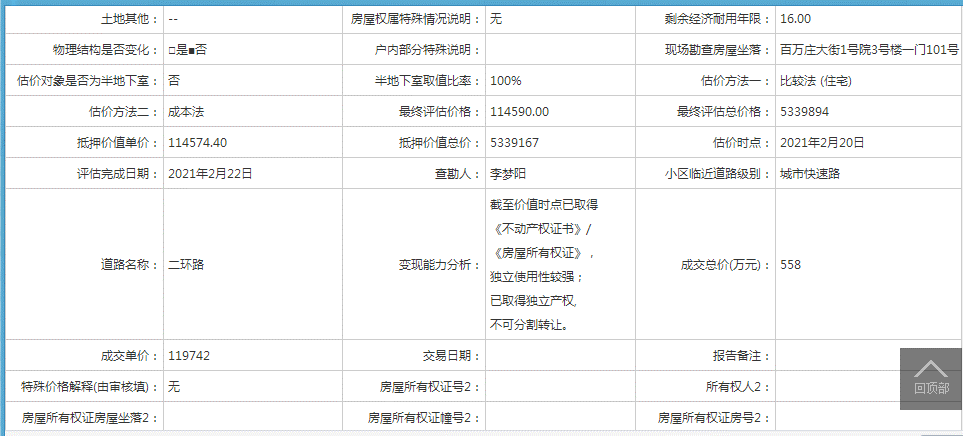 土地其他： -- 房屋权属特殊情况说明： 无 剩余经济耐用年限： 16.00
物理结构是否变化： □是■否 户内部分特殊说明： 现场勘查房屋坐落： 百万庄大街1号院3号楼一门101号
估价对象是否为半地下室： 否 半地下室取值比率： 100% 估价方法一： 比较法 (住宅)
估价方法二： 成本法 最终评估价格： 114590.00 最终评估总价格： 5339894
抵押价值单价： 114574.40 抵押价值总价： 5339167 估价时点： 2021年2月20日
评估完成日期： 2021年2月22日 查勘人： 李梦阳 小区临近道路级别： 城市快速路
道路名称： 二环路 变现能力分析： 截至价值时点已取得
《不动产权证书》/
《房屋所有权证》，
独立使用性较强；
已取得独立产权,
不可分割转让。
成交总价(万元)： 558
成交单价： 119742 交易日期： 报告备注：
特殊价格解释(由审核填)： 无 房屋所有权证号2： 所有权人2：
房屋所有权证房屋坐落2： 房屋所有权证幢号2： 房屋所有权证房号2：
回顶部